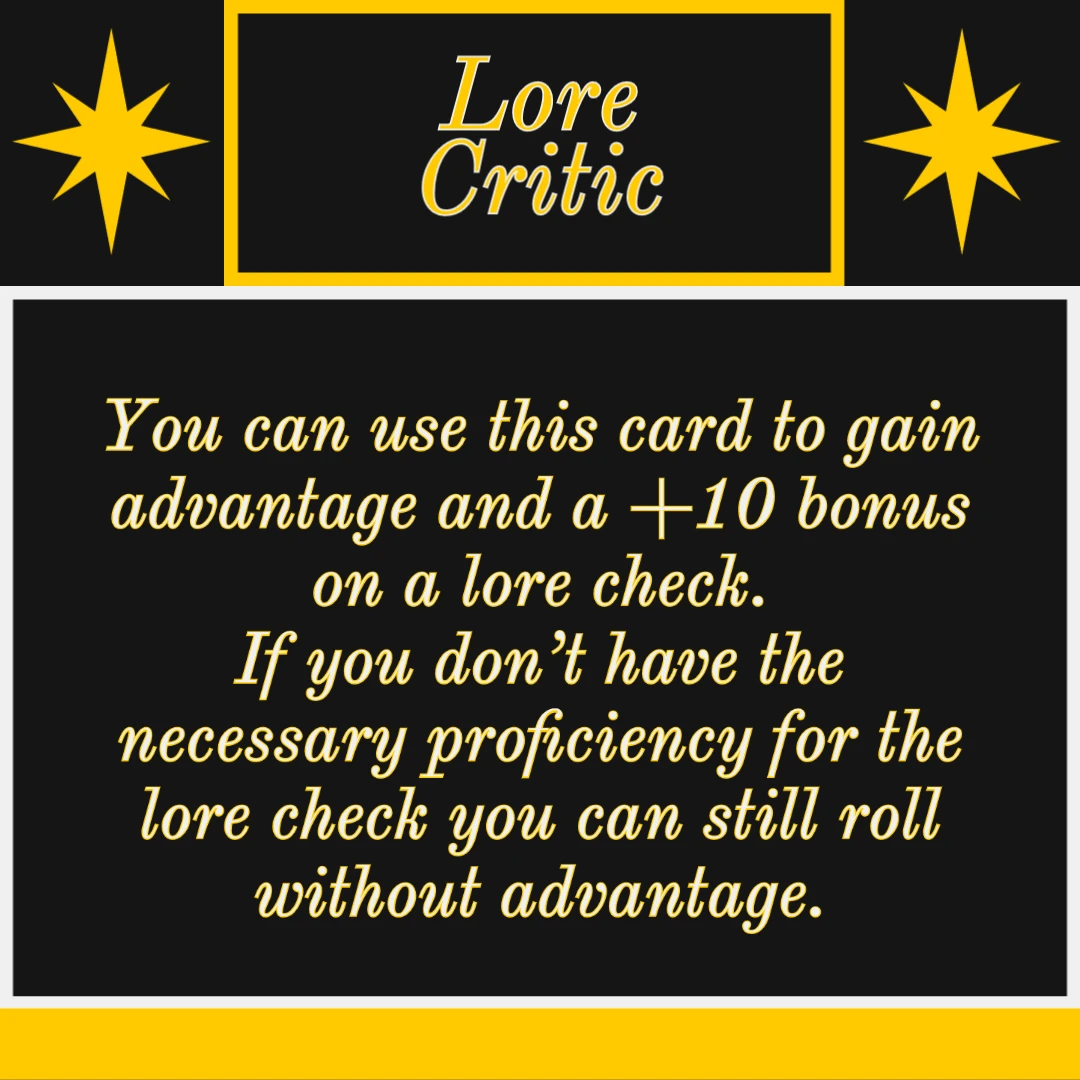 Lore
Critic
You can use this card to gain
advantage and a +10 bonus
on a lore check.
If you don’t have the
necessary proficiency for the
lore check you can still roll
without advantage.